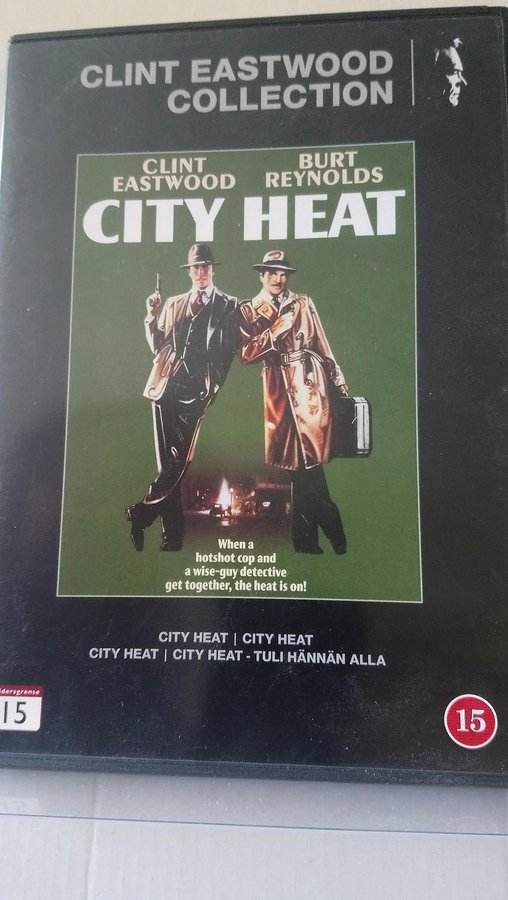 CLINT EASTWOOD
COLLECTION
CLINT EASTWOOD
BURT REYNOLDS
CITY HEAT
When a
hotshot cop and
a wise-guy detective
get together, the heat is on!
CITY HEAT | CITY HEAT
CITY HEAT | CITY HEAT - TULI HÄNNÄN ALLA
ldersgrense
15
15